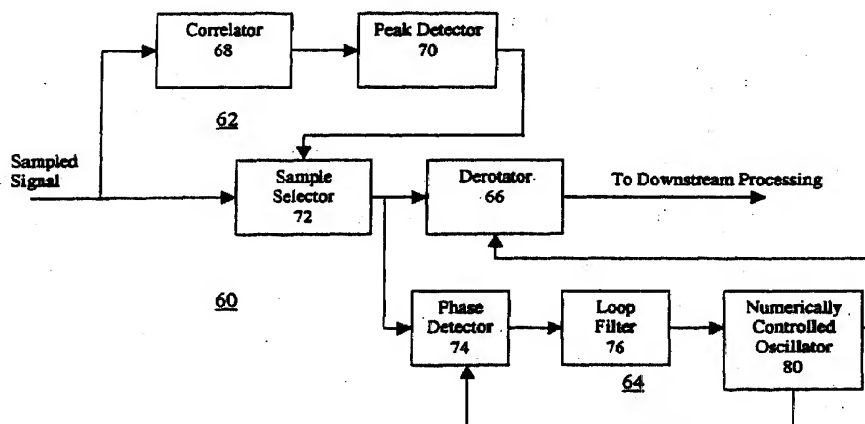 Correlator
68
Peak Detector
70
62
Sampled
Signal
Sample
Selector
72
Derotator
66
To Downstream Processing
60
Phase
Detector
74
Loop
Filter
76
Numerically
Controlled
Oscillator
80
64